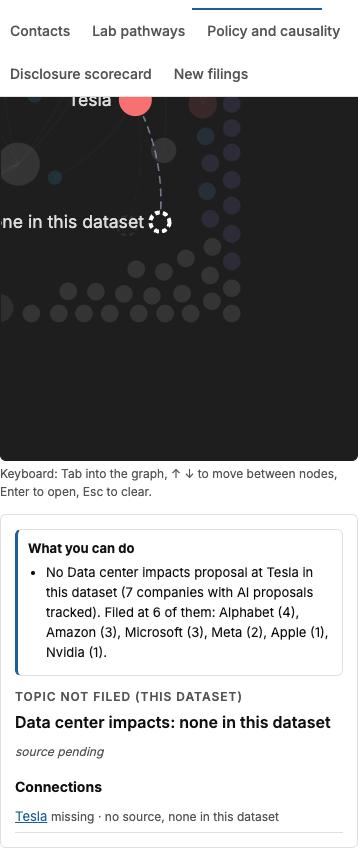 Contacts Lab pathways Policy and causality
Disclosure scorecard New filings
Tesla
ne in this dataset
Keyboard: Tab into the graph, ↑ ↓ to move between nodes,
Enter to open, Esc to clear.
What you can do
• No Data center impacts proposal at Tesla in
this dataset (7 companies with AI proposals
tracked). Filed at 6 of them: Alphabet (4),
Amazon (3), Microsoft (3), Meta (2), Apple (1),
Nvidia (1).
TOPIC NOT FILED (THIS DATASET)
Data center impacts: none in this dataset
source pending
Connections
Tesla missing · no source, none in this dataset